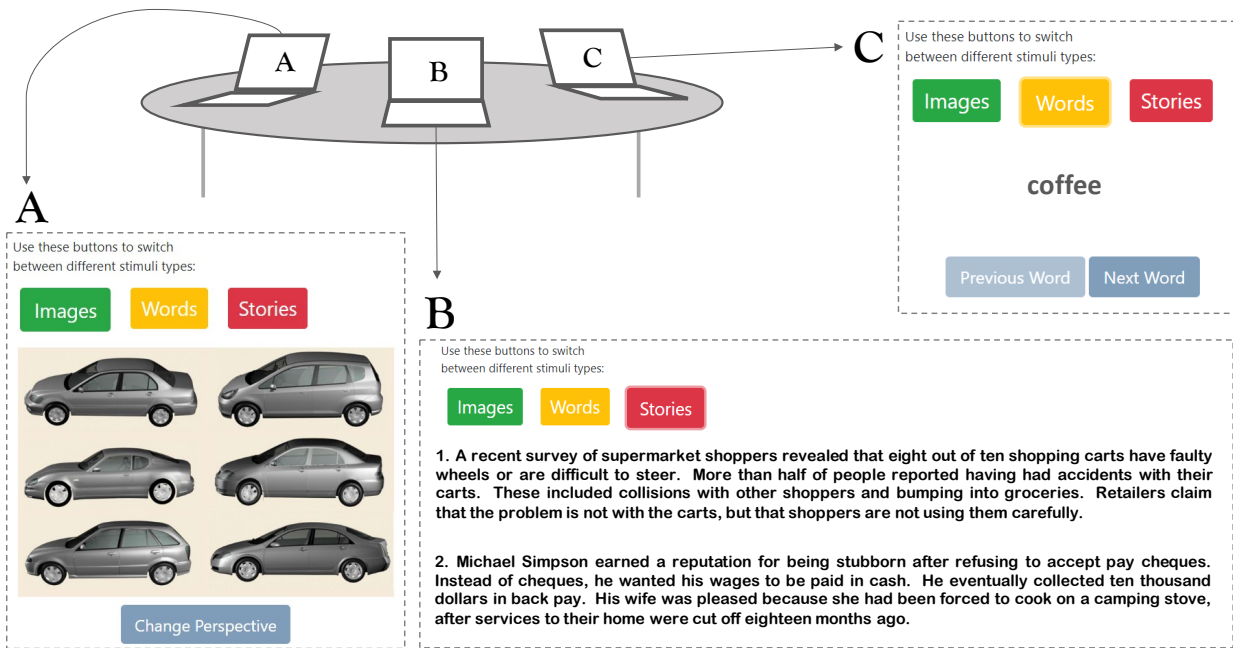 A
B
C
C
Use these buttons to switch
between different stimuli types:
Images Words Stories
coffee
Previous Word Next Word
A
Use these buttons to switch
between different stimuli types:
Images Words Stories
Change Perspective
B
Use these buttons to switch
between different stimuli types:
Images Words Stories
1. A recent survey of supermarket shoppers revealed that eight out of ten shopping carts have faulty
wheels or are difficult to steer. More than half of people reported having had accidents with their
carts. These included collisions with other shoppers and bumping into groceries. Retailers claim
that the problem is not with the carts, but that shoppers are not using them carefully.
2. Michael Simpson earned a reputation for being stubborn after refusing to accept pay cheques.
Instead of cheques, he wanted his wages to be paid in cash. He eventually collected ten thousand
dollars in back pay. His wife was pleased because she had been forced to cook on a camping stove,
after services to their home were cut off eighteen months ago.